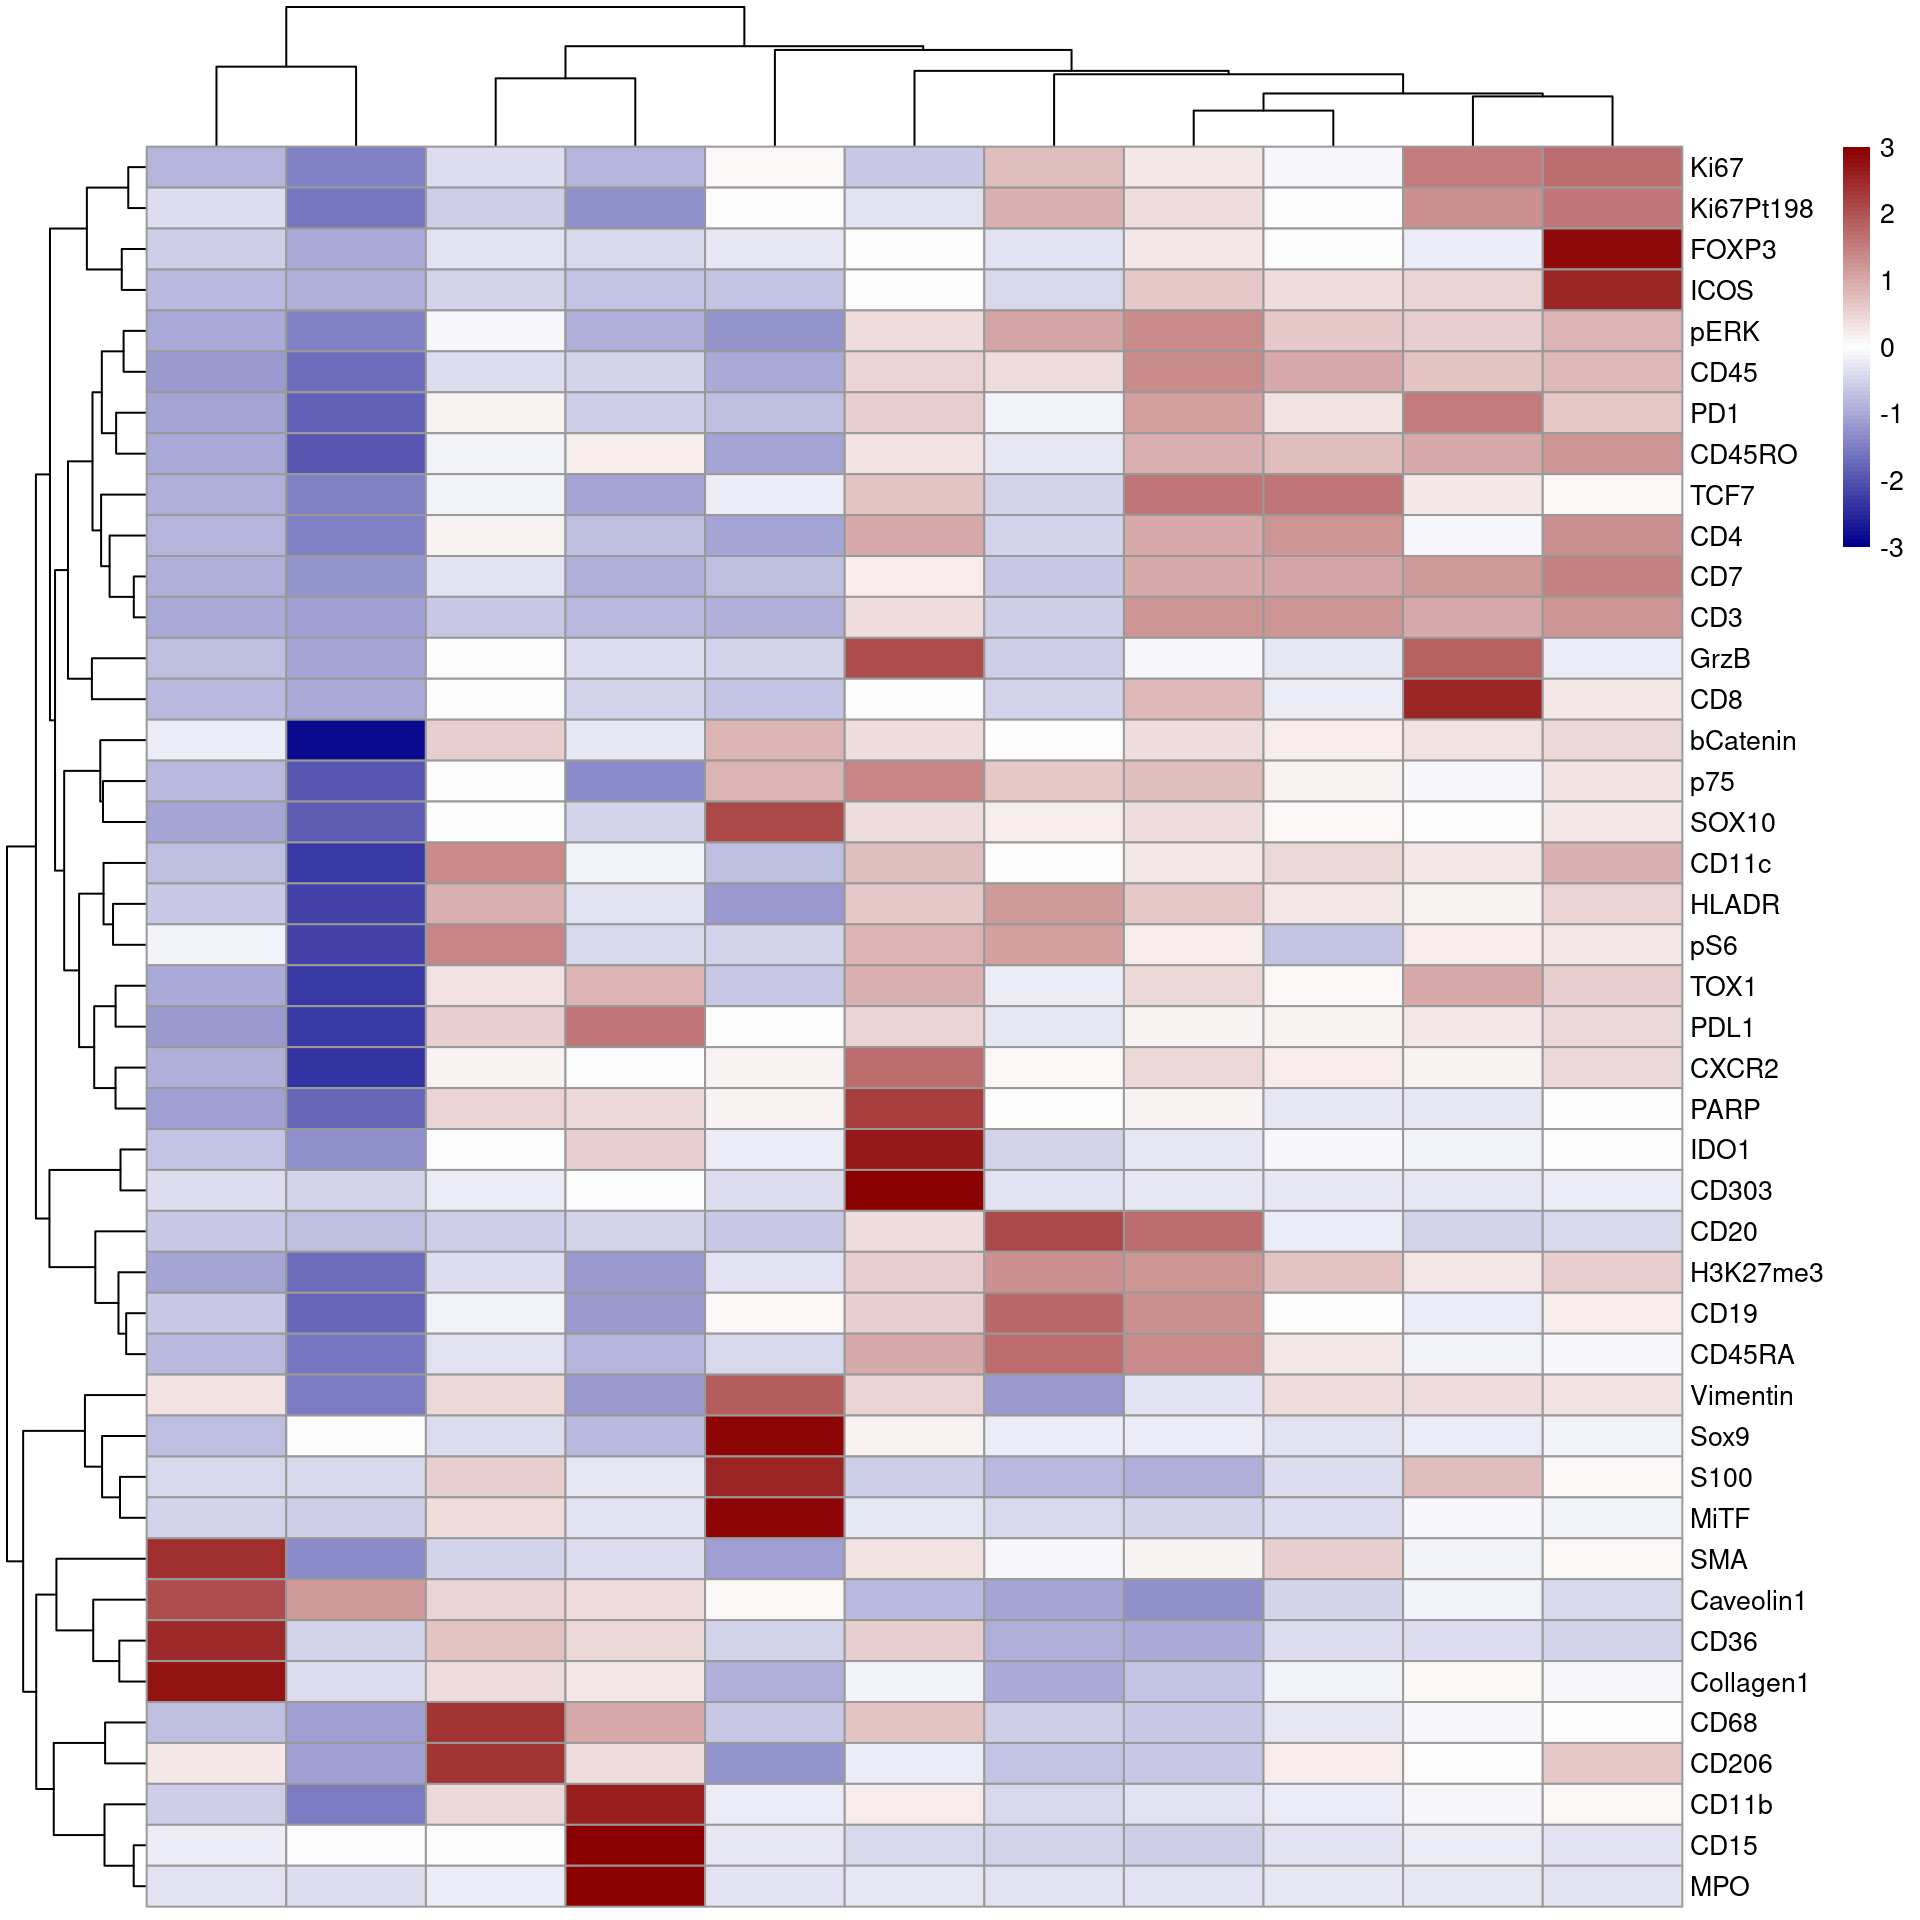 Ki67
Ki67Pt198
FOXP3
ICOS
pERK
CD45
PD1
CD45RO
TCF7
CD4
CD7
CD3
GrzB
CD8
bCatenin
p75
SOX10
CD11c
HLADR
pS6
TOX1
PDL1
CXCR2
PARP
IDO1
CD303
CD20
H3K27me3
CD19
CD45RA
Vimentin
Sox9
S100
MiTF
SMA
Caveolin1
CD36
Collagen1
CD68
CD206
CD11b
CD15
MPO
3
2
1
0
-1
-2
-3